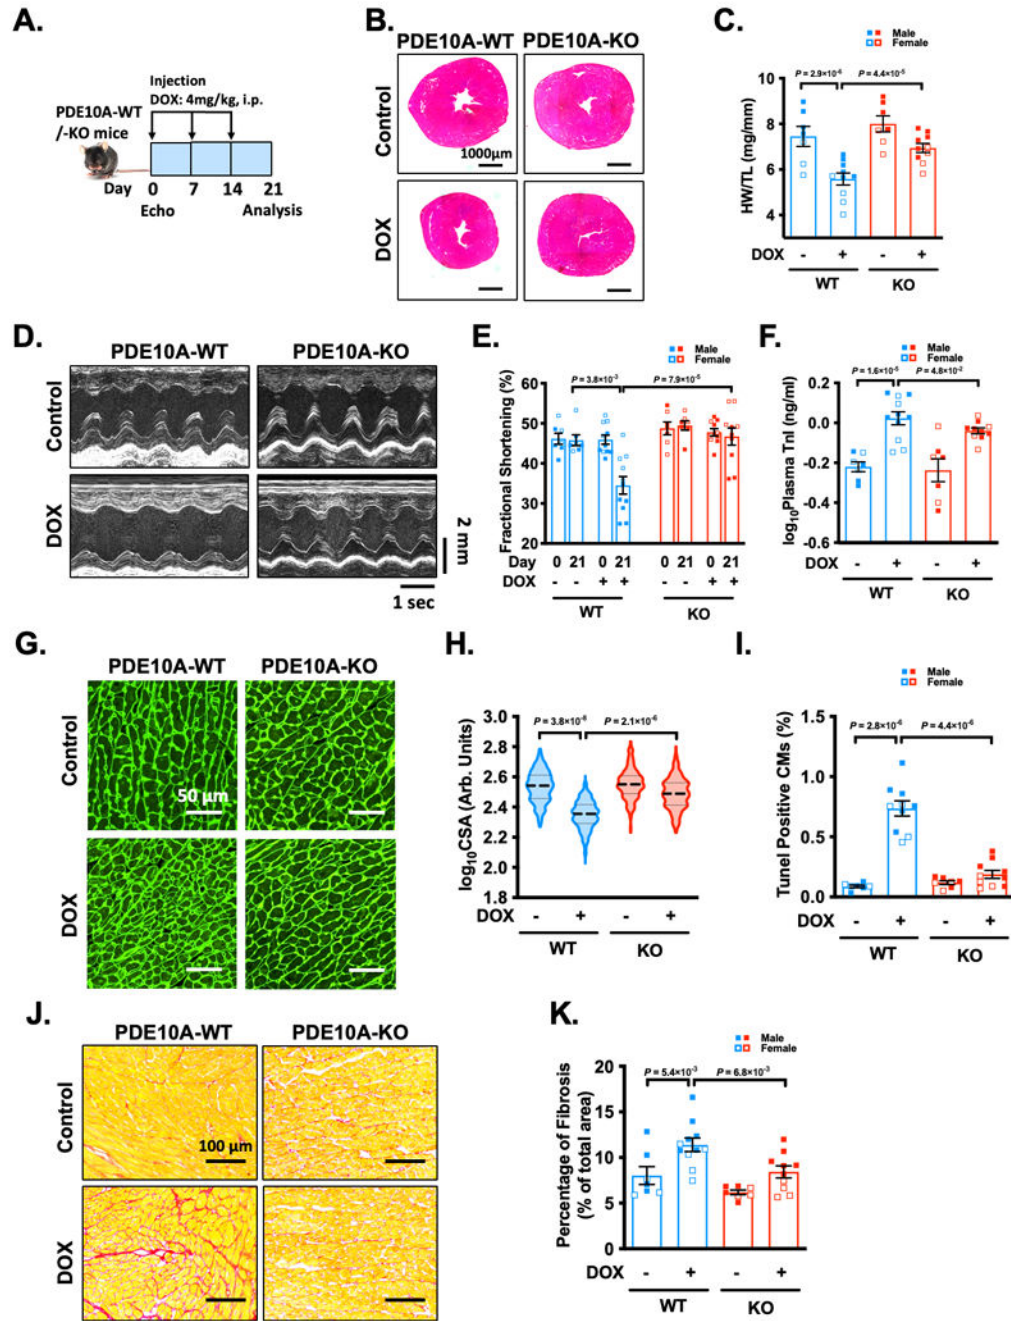 A.
Injection
DOX: 4mg/kg, i.p.
PDE10A-WT
/-KO mice
Day 0 7 14 21
Echo Analysis
B.
PDE10A-WT PDE10A-KO
Control
1000µm
DOX
C.
Male
Female
P = 2.9×10⁻⁶ P = 4.4×10⁻⁵
HW/TL (mg/mm)
10
8
6
4
DOX - + - +
WT KO
D.
PDE10A-WT PDE10A-KO
Control
DOX
2 mm
1 sec
E.
Male
Female
P = 3.8×10⁻³ P = 7.9×10⁻⁵
Fractional Shortening (%)
60
50
40
30
20
Day 0 21 0 21 0 21 0 21
DOX - - + + - - + +
WT KO
F.
Male
Female
P = 1.6×10⁻⁵ P = 4.8×10⁻²
log₁₀Plasma TnI (ng/ml)
0.2
0.0
-0.2
-0.4
-0.6
DOX - + - +
WT KO
G.
PDE10A-WT PDE10A-KO
Control
50 µm
DOX
H.
P = 3.8×10⁻⁶ P = 2.1×10⁻⁶
log₁₀CSA (Arb. Units)
3.0
2.8
2.6
2.4
2.2
2.0
1.8
DOX - + - +
WT KO
I.
Male
Female
P = 2.8×10⁻⁶ P = 4.4×10⁻⁶
Tunel Positive CMs (%)
1.5
1.0
0.5
0.0
DOX - + - +
WT KO
J.
PDE10A-WT PDE10A-KO
Control
100 µm
DOX
K.
Male
Female
P = 5.4×10⁻³ P = 6.8×10⁻³
Percentage of Fibrosis
(% of total area)
20
15
10
5
0
DOX - + - +
WT KO